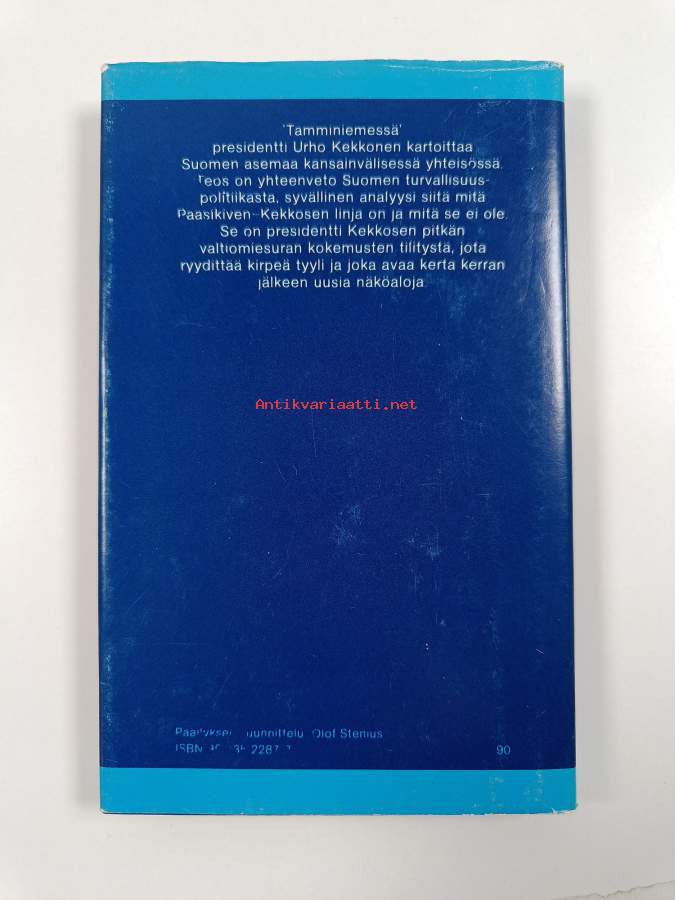 'Tamminiemessä'
presidentti Urho Kekkonen kartoittaa
Suomen asemaa kansainvälisessä yhteisössä.
Teos on yhteenveto Suomen turvallisuus-
politiikasta, syvällinen analyysi siitä mitä
Paasikiven-Kekkosen linja on ja mitä se ei ole.
Se on presidentti Kekkosen pitkän
valtiomiesuran kokemusten tilitystä, jota
ryydittää kirpeä tyyli ja joka avaa kerta kerran
jälkeen uusia näköaloja
Antikvariaatti.net
Olof Stenius
ISBN
90